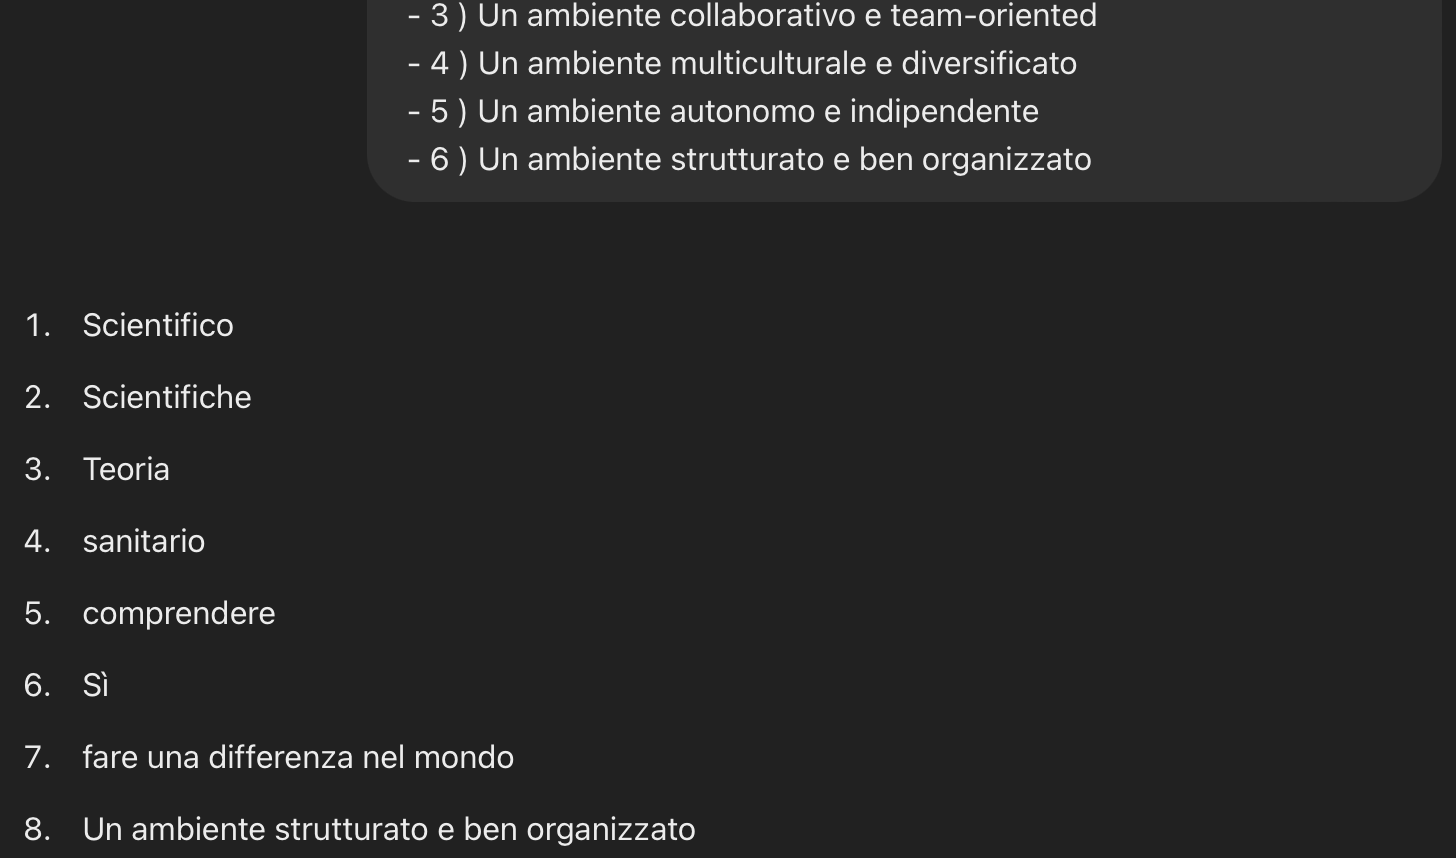 - 3 ) Un ambiente collaborativo e team-oriented
- 4 ) Un ambiente multiculturale e diversificato
- 5 ) Un ambiente autonomo e indipendente
- 6 ) Un ambiente strutturato e ben organizzato
1. Scientifico
2. Scientifiche
3. Teoria
4. sanitario
5. comprendere
6. Sì
7. fare una differenza nel mondo
8. Un ambiente strutturato e ben organizzato